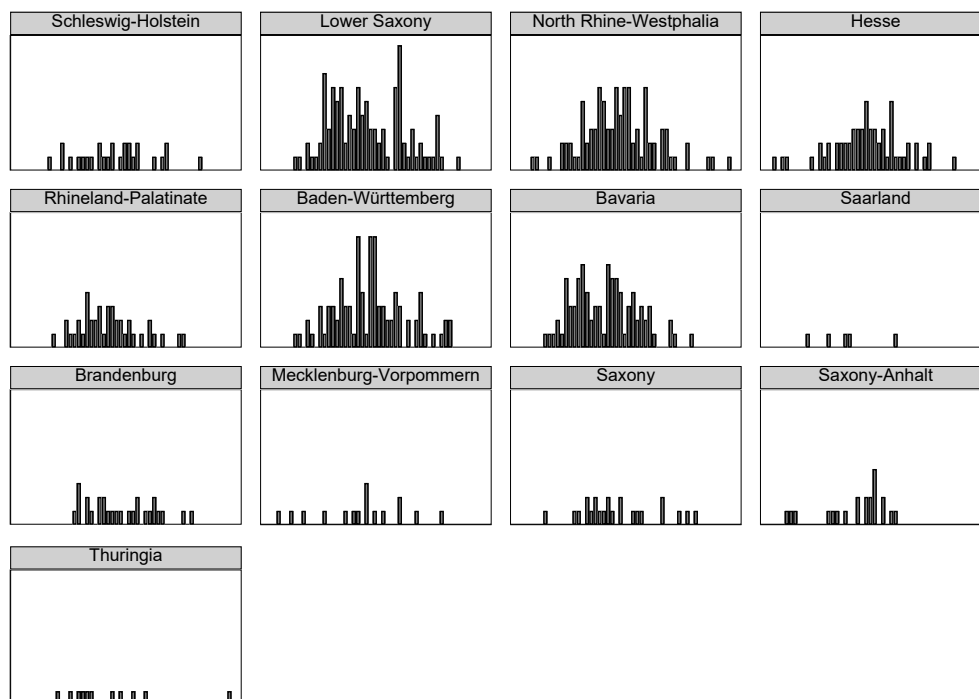 Schleswig-Holstein
Lower Saxony
North Rhine-Westphalia
Hesse
Rhineland-Palatinate
Baden-Württemberg
Bavaria
Saarland
Brandenburg
Mecklenburg-Vorpommern
Saxony
Saxony-Anhalt
Thuringia